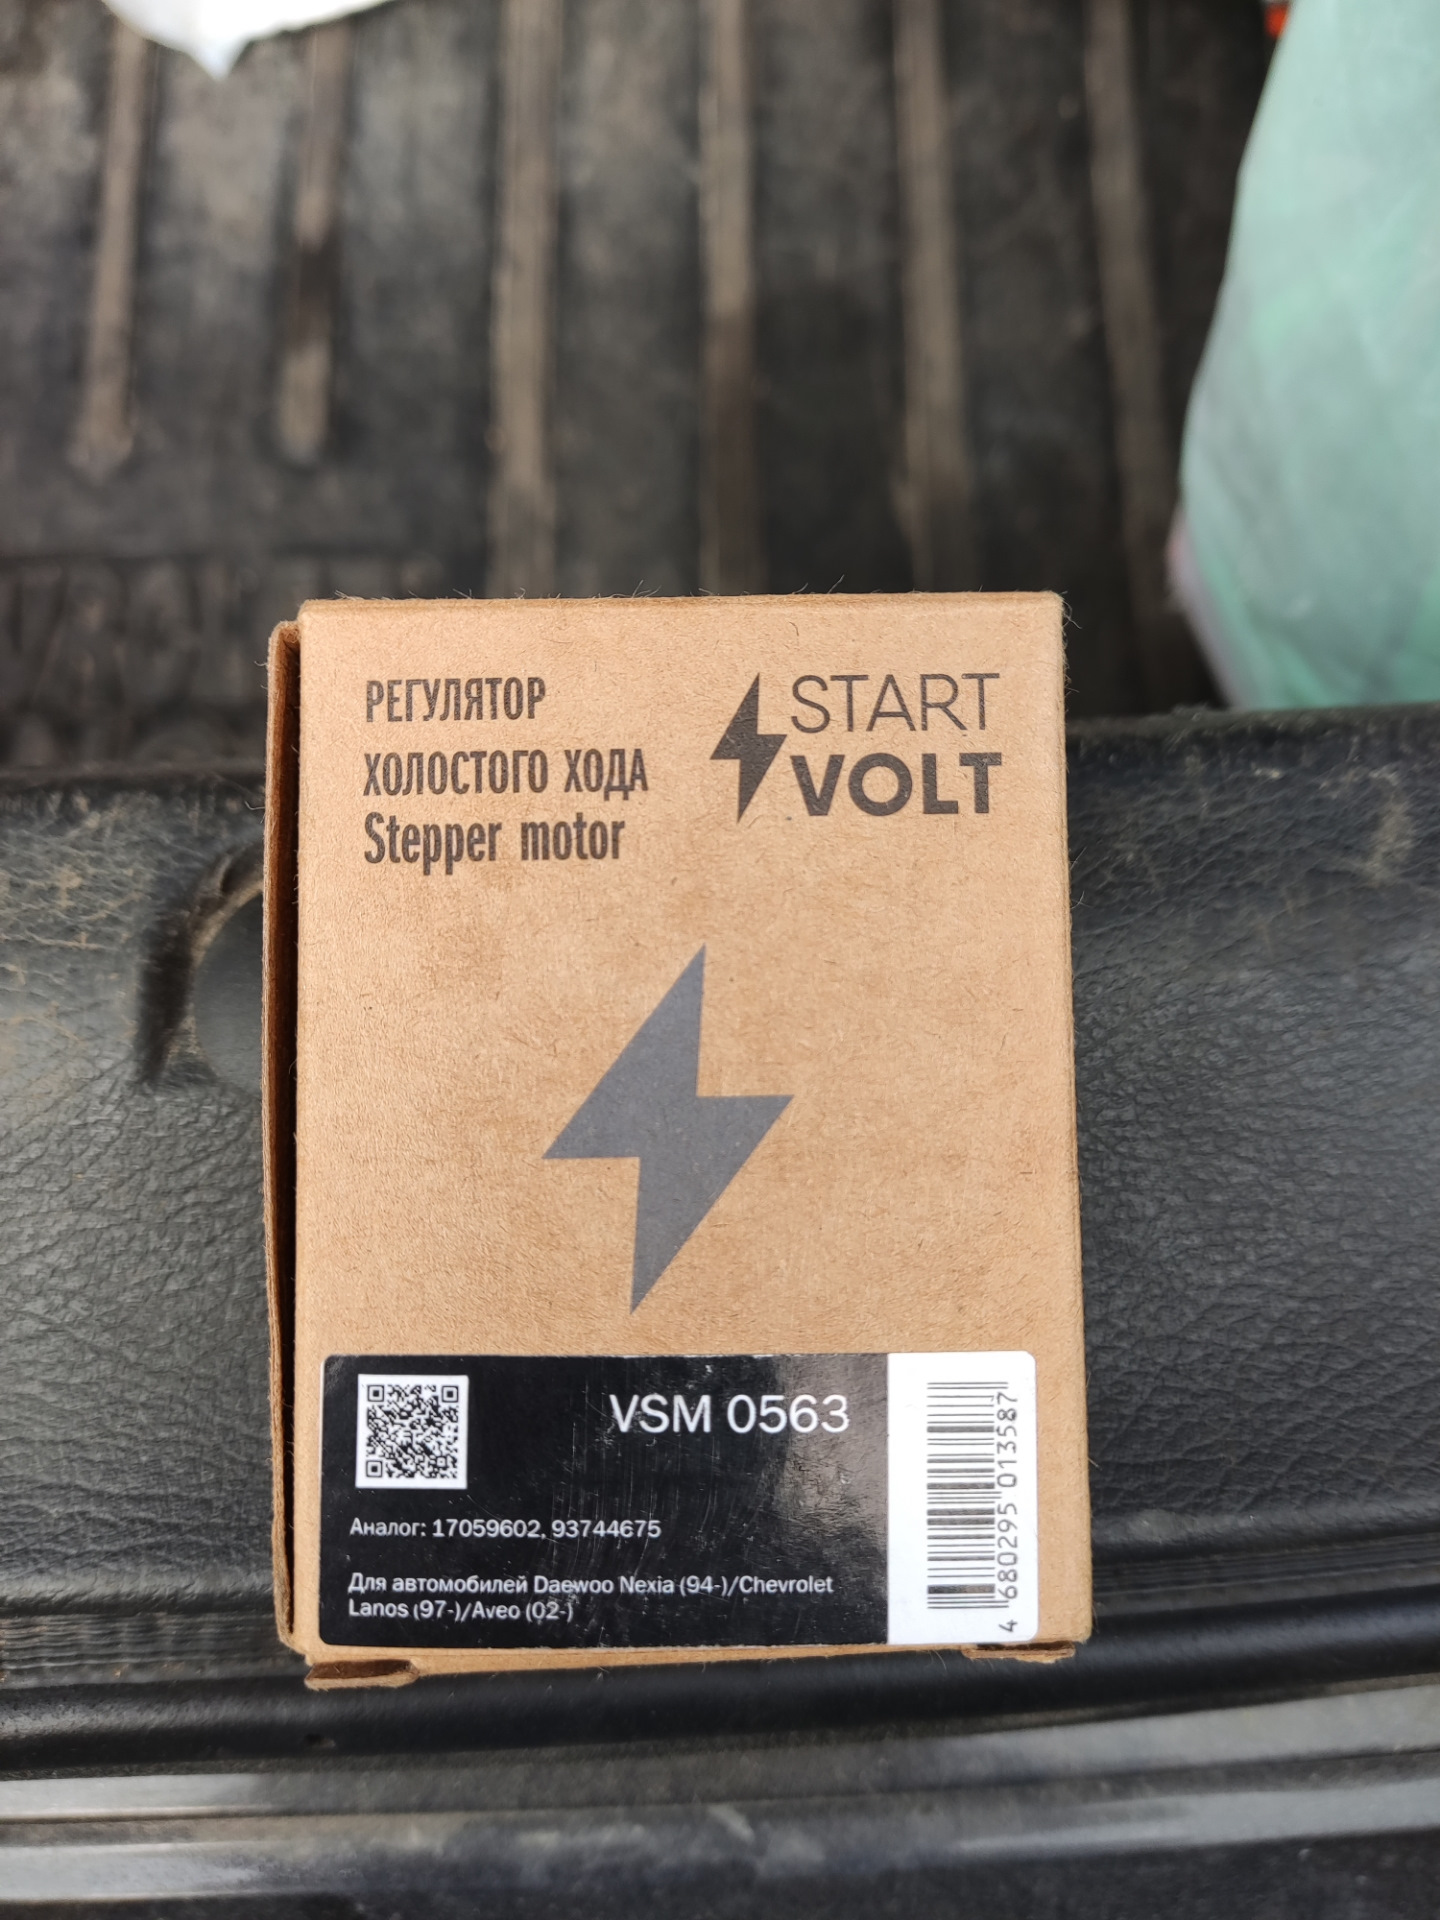 РЕГУЛЯТОР
ХОЛОСТОГО ХОДА
Stepper motor
START
VOLT
VSM 0563
Аналог: 17059602, 93744675
Для автомобилей Daewoo Nexia (94-)/Chevrolet
Lanos (97-)/Aveo (02-)
4 680295 013587